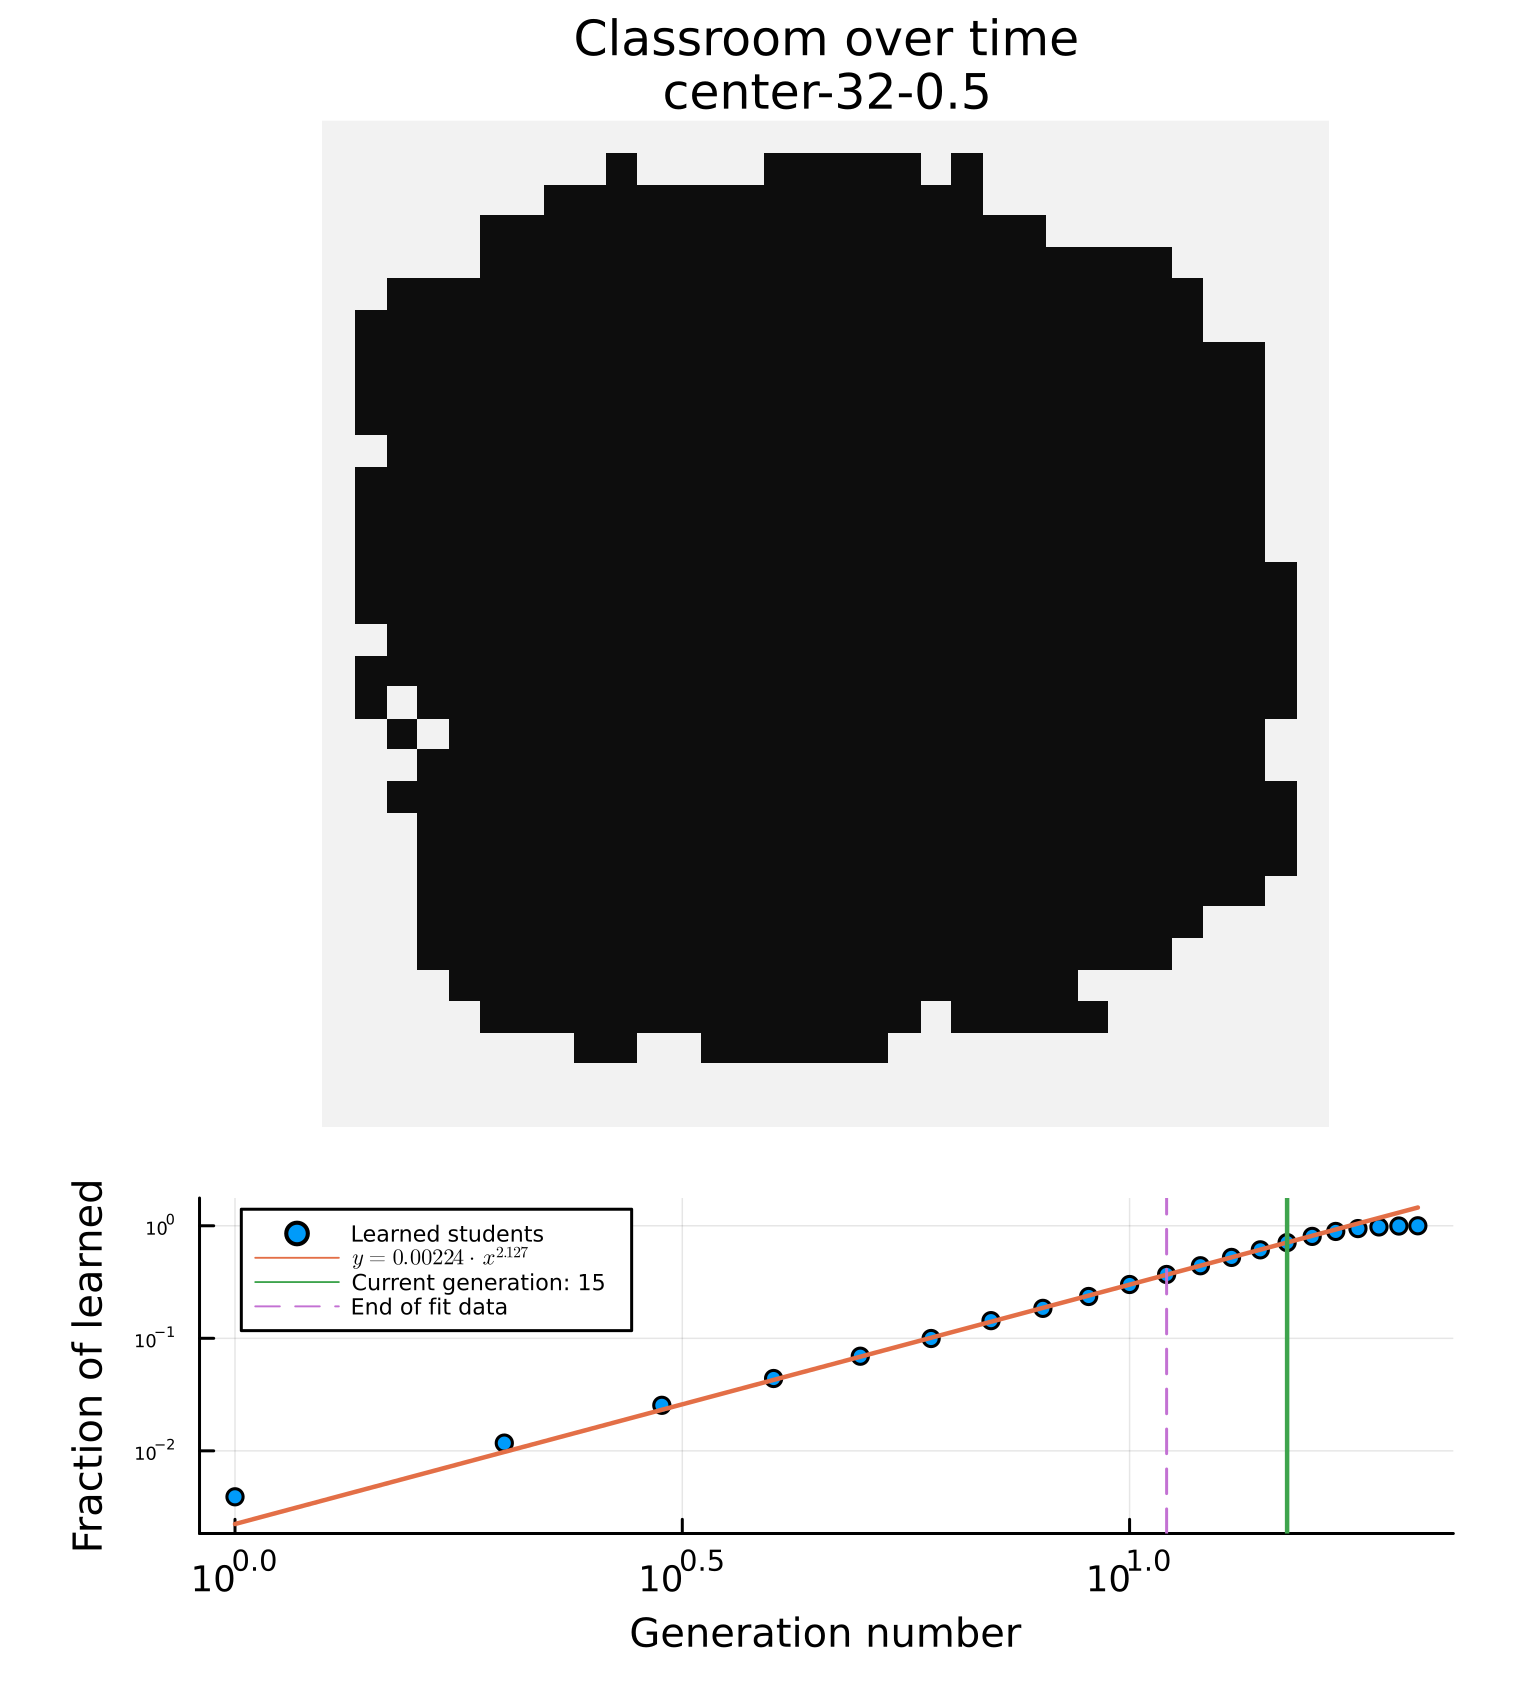 Classroom over time
center-32-0.5
Fraction of learned
10⁰
10⁻¹
10⁻²
Learned students
y = 0.00224 · x^2.127
Current generation: 15
End of fit data
10^0.0
10^0.5
10^1.0
Generation number